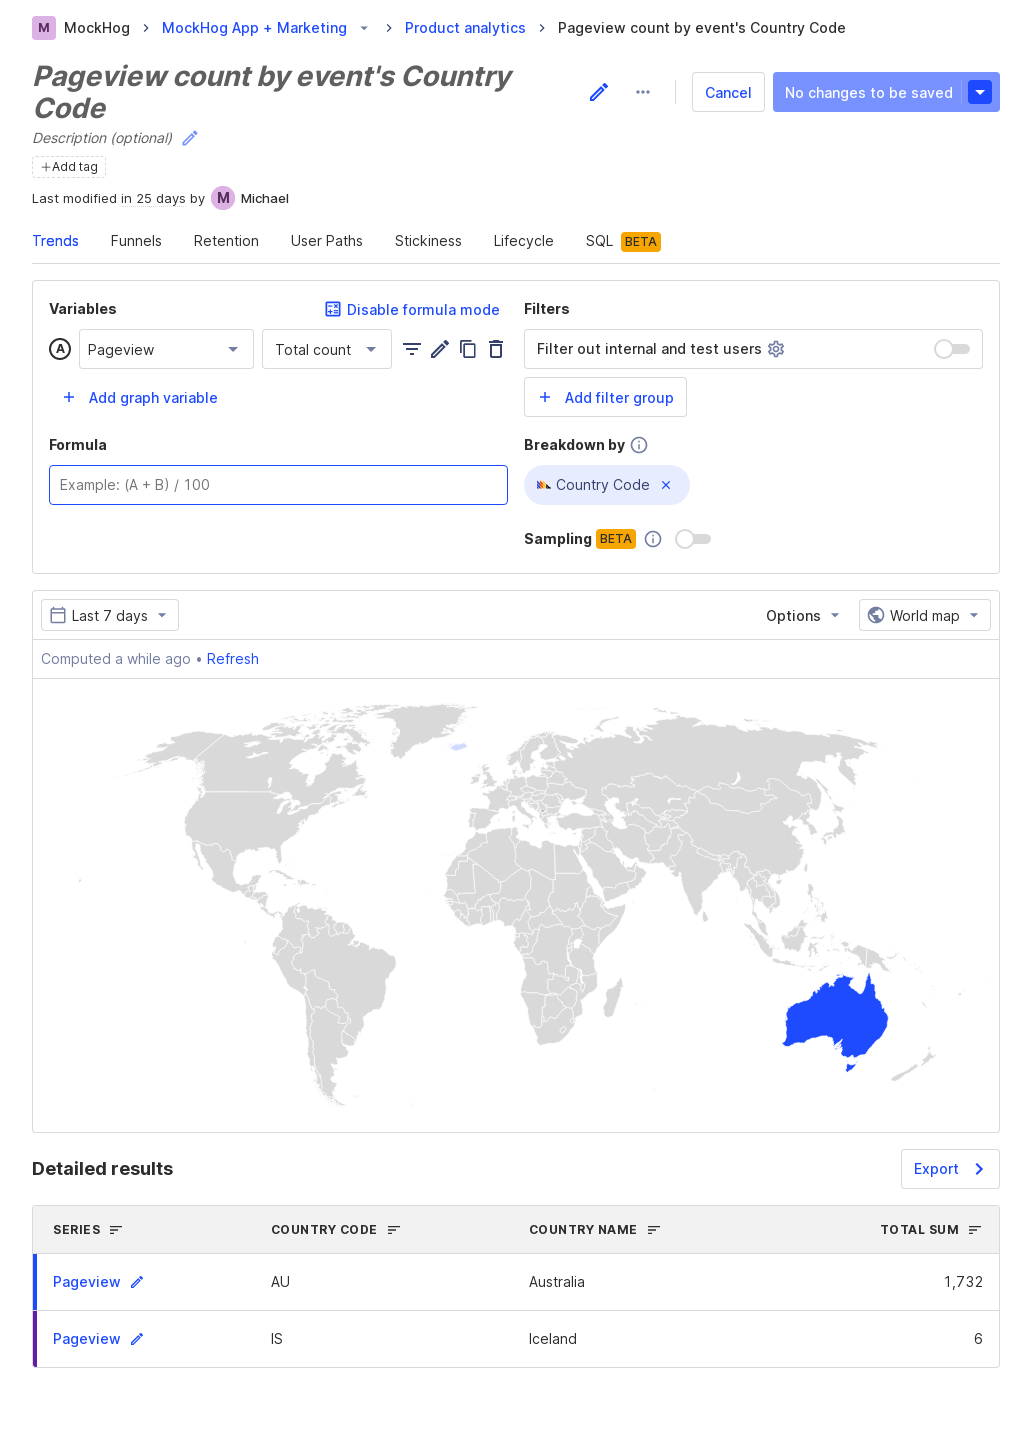 M MockHog > MockHog App + Marketing > Product analytics > Pageview count by event's Country Code
Pageview count by event's Country
Code
Cancel
No changes to be saved
Description (optional)
Add tag
Last modified in 25 days by M Michael
Trends Funnels Retention User Paths Stickiness Lifecycle SQL BETA
Variables
Disable formula mode
A Pageview Total count
Add graph variable
Formula
Example: (A + B) / 100
Filters
Filter out internal and test users
Add filter group
Breakdown by
Country Code
Sampling BETA
Last 7 days
Options
World map
Computed a while ago • Refresh
Detailed results
Export
SERIES COUNTRY CODE COUNTRY NAME TOTAL SUM
Pageview AU Australia 1,732
Pageview IS Iceland 6